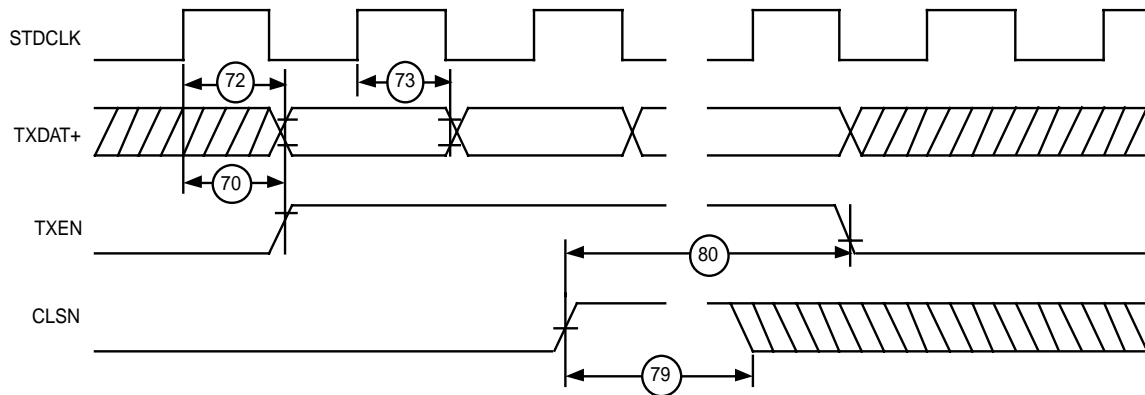 STDCLK
72
73
TXDAT+
70
TXEN
80
CLSN
79